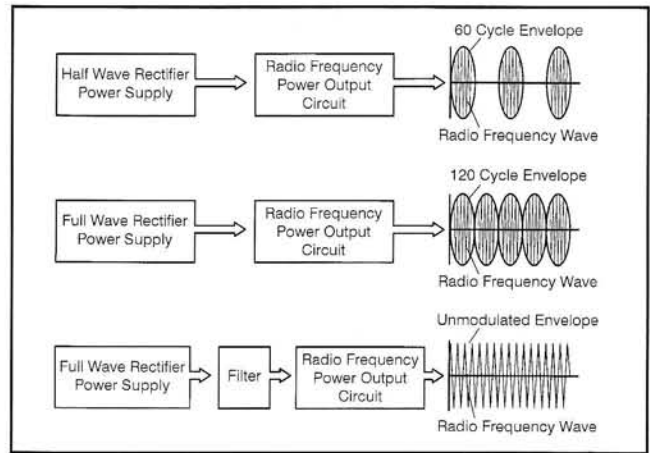 60 Cycle Envelope
Half Wave Rectifier
Power Supply
Radio Frequency
Power Output
Circuit
Radio Frequency Wave
120 Cycle Envelope
Full Wave Rectifier
Power Supply
Radio Frequency
Power Output
Circuit
Radio Frequency Wave
Unmodulated Envelope
Full Wave Rectifier
Power Supply
Filter
Radio Frequency
Power Output
Circuit
Radio Frequency Wave